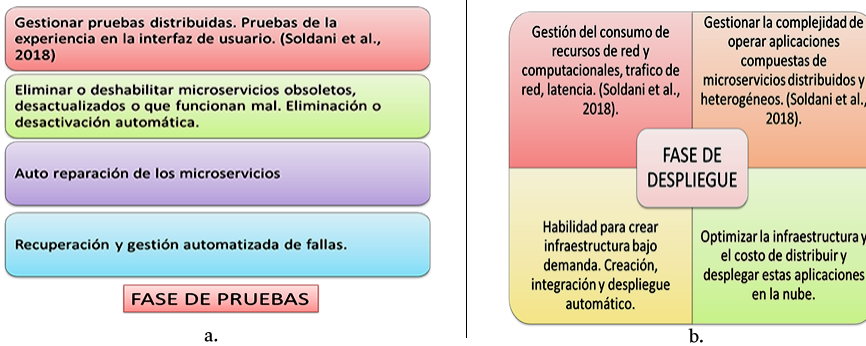 Gestionar pruebas distribuidas. Pruebas de la
experiencia en la interfaz de usuario. (Soldani et al.,
2018)
Eliminar o deshabilitar microservicios obsoletos,
desactualizados o que funcionan mal. Eliminación o
desactivación automática.
Auto reparación de los microservicios
Recuperación y gestión automatizada de fallas.
FASE DE PRUEBAS
a.
Gestión del consumo de
recursos de red y
computacionales, trafico de
red, latencia. (Soldani et al.,
2018).
Gestionar la complejidad de
operar aplicaciones
compuestas de
microservicios distribuidos y
heterogéneos. (Soldani et al.,
2018).
FASE DE
DESPLIEGUE
Habilidad para crear
infraestructura bajo
demanda. Creación,
integración y despliegue
automático.
Optimizar la infraestructura y
el costo de distribuir y
desplegar estas aplicaciones
en la nube.
b.